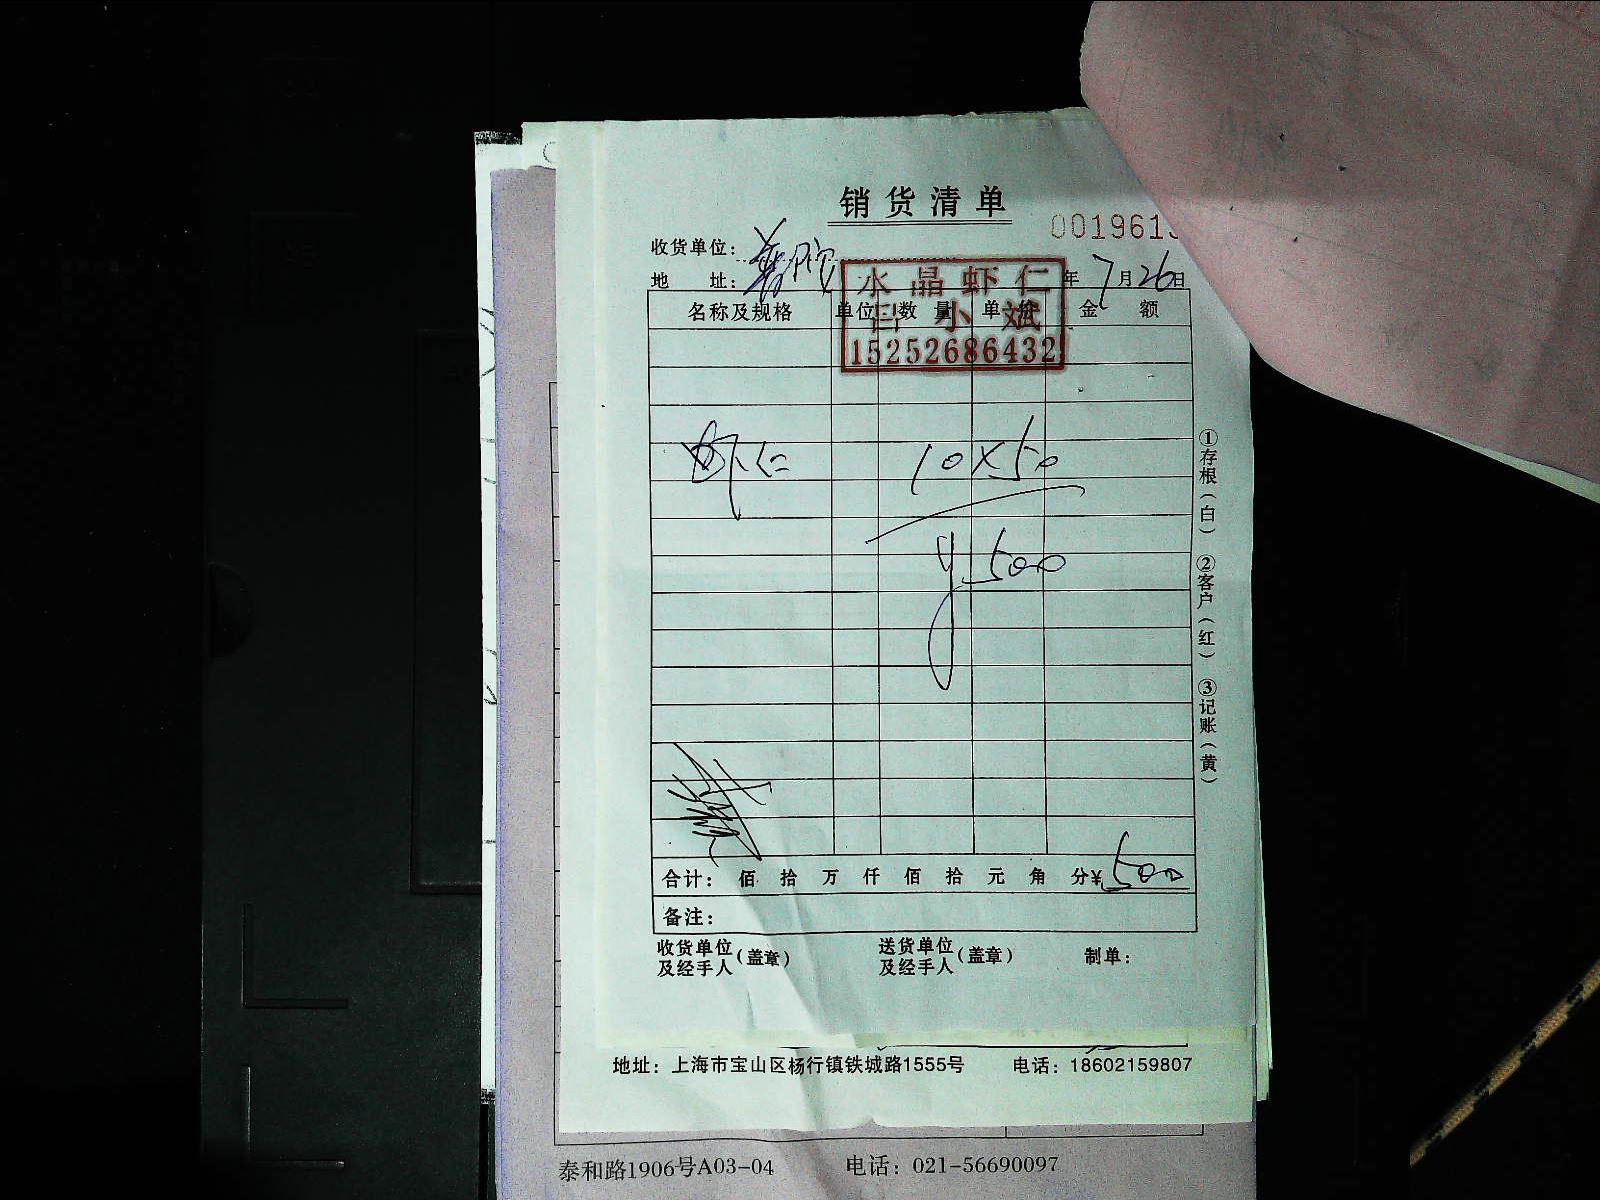 销货清单
001961
收货单位：
地 址： 年7月26日
水晶虾仁
吕小斌
15252686432
名称及规格 单位 数量 单价 金额
虾仁 10×50
¥500
合计： 佰 拾 万 仟 佰 拾 元 角 分¥500
备注：
收货单位及经手人（盖章） 送货单位及经手人（盖章） 制单：
①存根（白） ②客户（红） ③记账（黄）
地址：上海市宝山区杨行镇铁城路1555号 电话：18602159807
泰和路1906号A03-04 电话：021-56690097